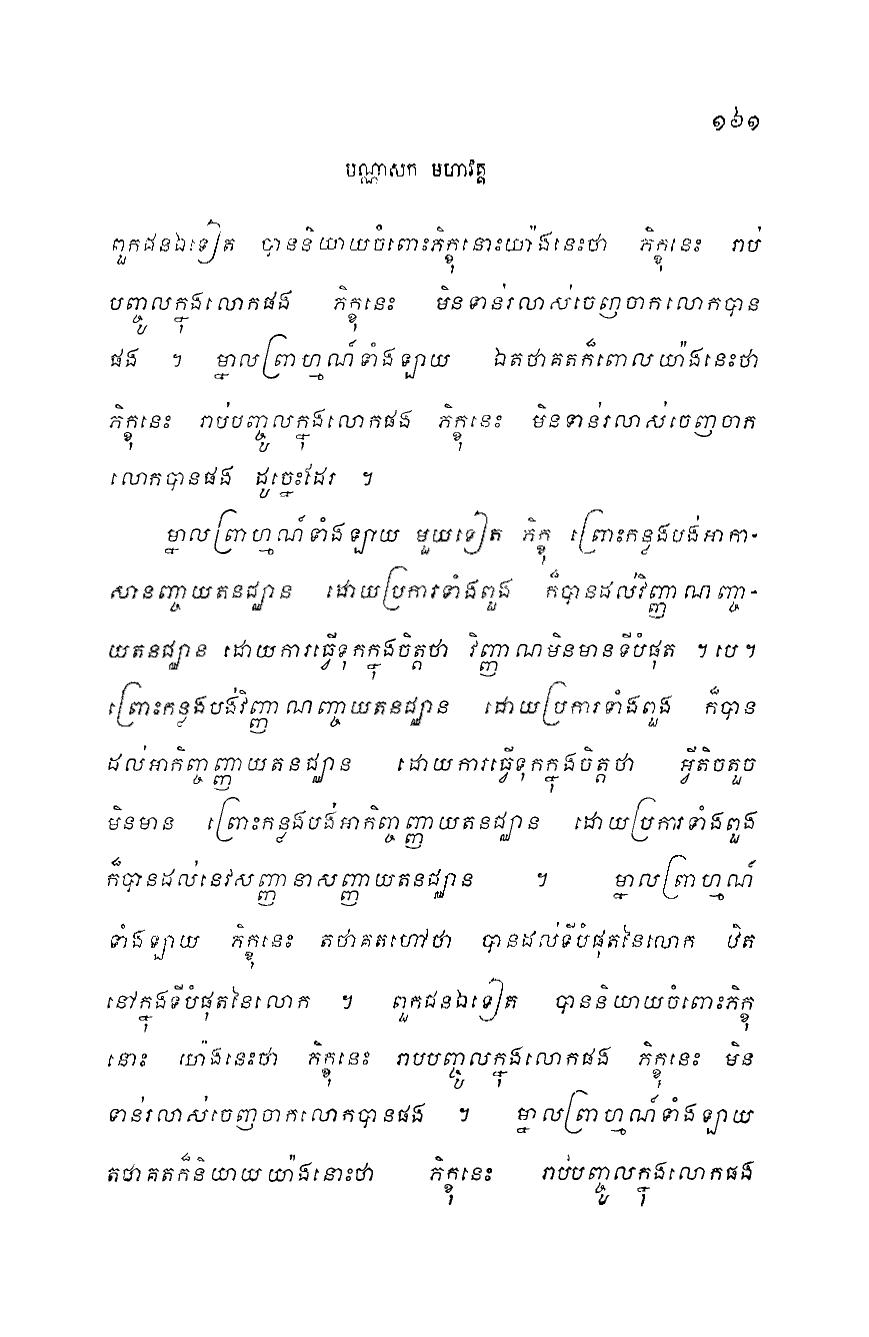 ១៦១
បណ្ណាសក មហាវគ្គ
ពួកជនឯទៀត បាននិយាយចំពោះភិក្ខុនោះយ៉ាងនេះថា ភិក្ខុនេះ រាប់
បញ្ចូលក្នុងលោកផង ភិក្ខុនេះ មិនទាន់រលាស់ចេញចាកលោកបាន
ផង ។ ម្នាលព្រាហ្មណ៍ទាំងឡាយ ឯតថាគតក៏ពោលយ៉ាងនេះថា
ភិក្ខុនេះ រាប់បញ្ចូលក្នុងលោកផង ភិក្ខុនេះ មិនទាន់រលាស់ចេញចាក
លោកបានផង ដូច្នេះដែរ ។
ម្នាលព្រាហ្មណ៍ទាំងឡាយ មួយទៀត ភិក្ខុ ព្រោះកន្លងបង់អាកា-
សានញ្ចាយតនជ្ឈាន ដោយប្រការទាំងពួង ក៏បានដល់វិញ្ញាណញ្ចា-
យតនជ្ឈាន ដោយការធ្វើទុកក្នុងចិត្តថា វិញ្ញាណមិនមានទីបំផុត ។ បេ ។
ព្រោះកន្លងបង់វិញ្ញាណញ្ចាយតនជ្ឈាន ដោយប្រការទាំងពួង ក៏បាន
ដល់អាកិញ្ចញ្ញាយតនជ្ឈាន ដោយការធ្វើទុកក្នុងចិត្តថា អ្វីតិចតួច
មិនមាន ព្រោះកន្លងបង់អាកិញ្ចញ្ញាយតនជ្ឈាន ដោយប្រការទាំងពួង
ក៏បានដល់នេវសញ្ញានាសញ្ញាយតនជ្ឈាន ។ ម្នាលព្រាហ្មណ៍
ទាំងឡាយ ភិក្ខុនេះ តថាគតហៅថា បានដល់ទីបំផុតនៃលោក ឋិត
នៅក្នុងទីបំផុតនៃលោក ។ ពួកជនឯទៀត បាននិយាយចំពោះភិក្ខុ
នោះ យ៉ាងនេះថា ភិក្ខុនេះ រាបបញ្ចូលក្នុងលោកផង ភិក្ខុនេះ មិន
ទាន់រលាស់ចេញចាកលោកបានផង ។ ម្នាលព្រាហ្មណ៍ទាំងឡាយ
តថាគតក៏និយាយយ៉ាងនោះថា ភិក្ខុនេះ រាប់បញ្ចូលក្នុងលោកផង